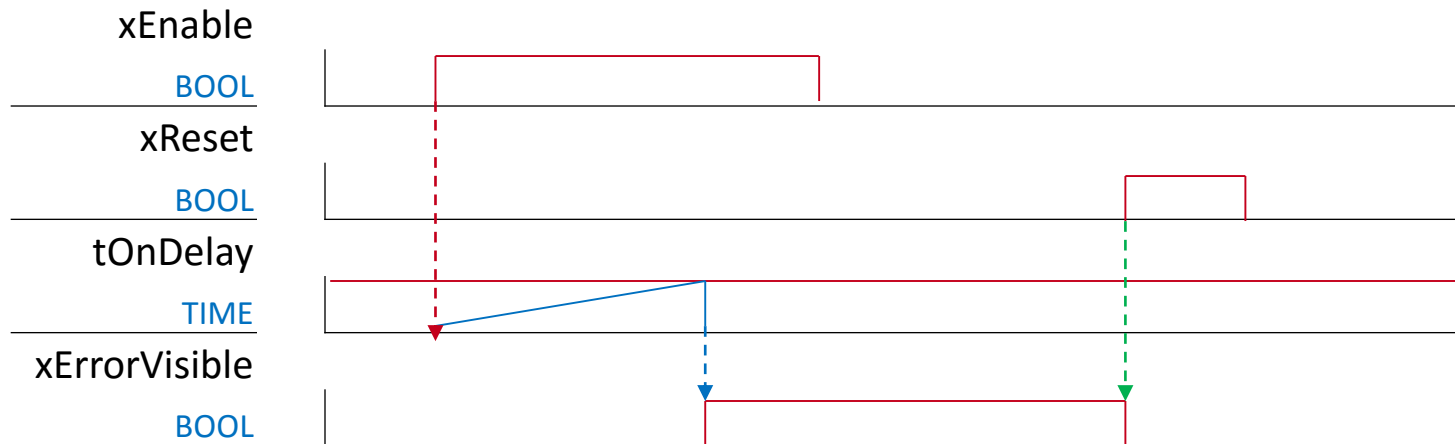 xEnable
BOOL
xReset
BOOL
tOnDelay
TIME
xErrorVisible
BOOL